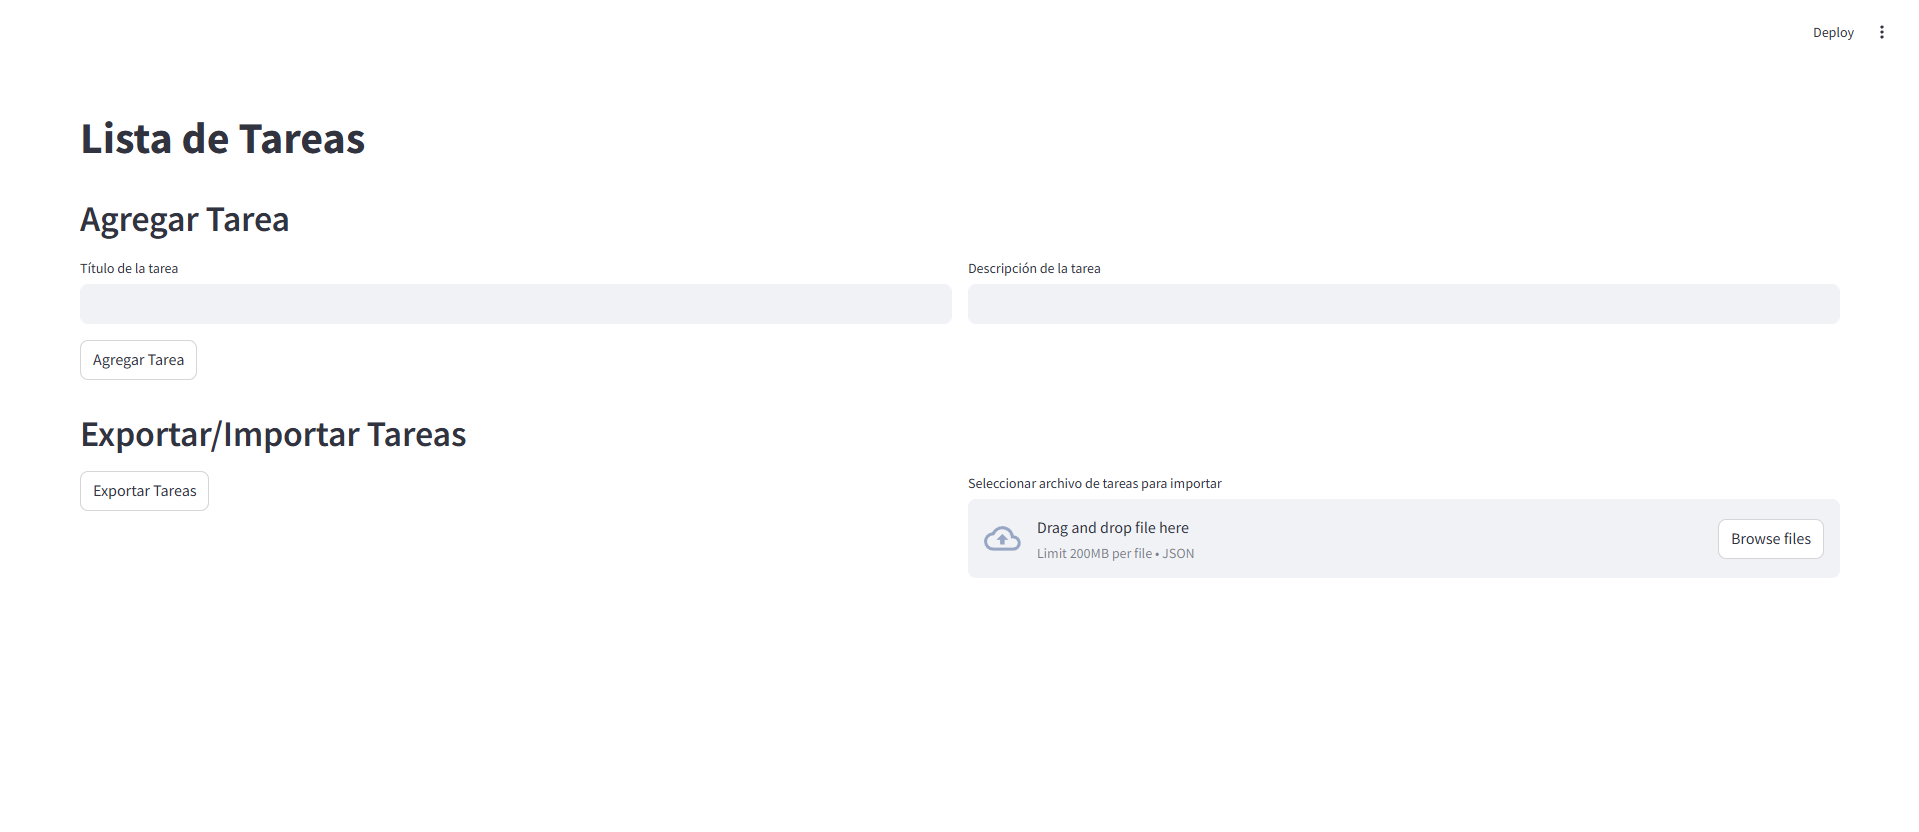 Deploy
Lista de Tareas
Agregar Tarea
Título de la tarea
Descripción de la tarea
Agregar Tarea
Exportar/Importar Tareas
Exportar Tareas
Seleccionar archivo de tareas para importar
Drag and drop file here
Limit 200MB per file • JSON
Browse files